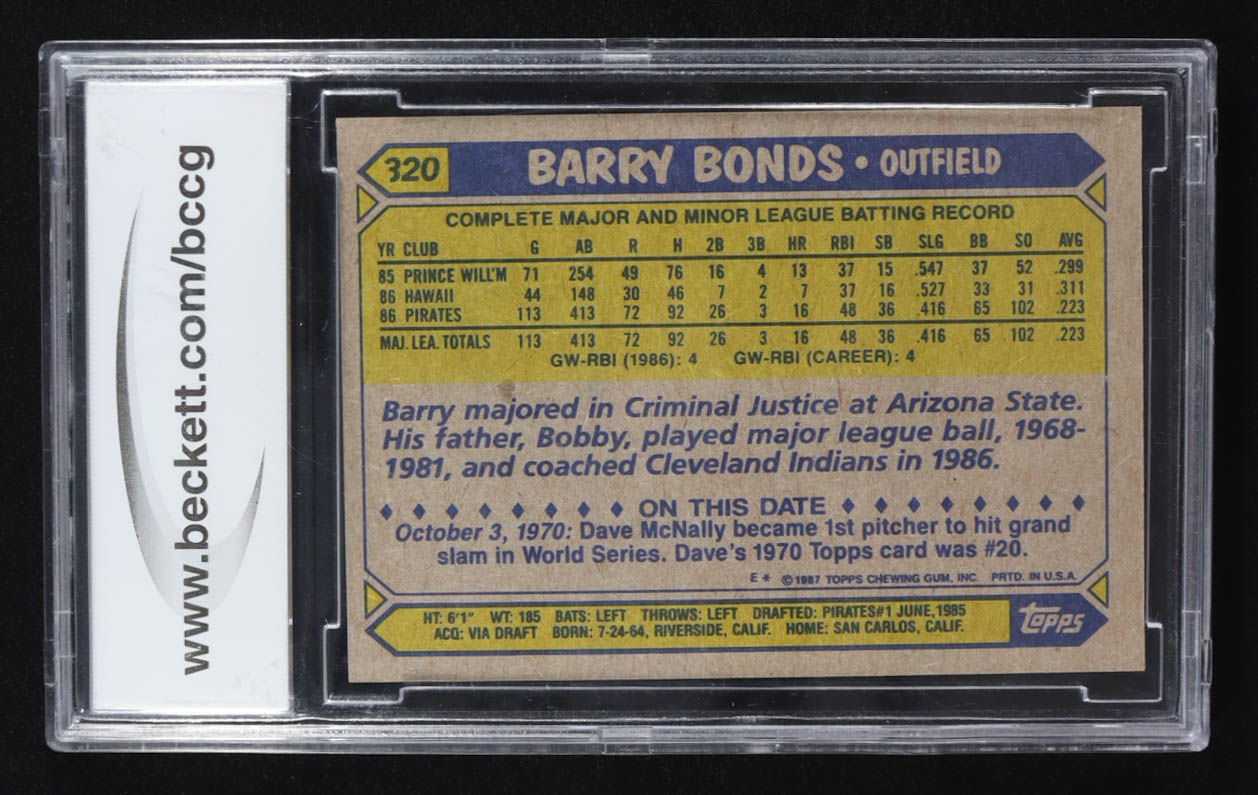 www.beckett.com/bccg
320 BARRY BONDS • OUTFIELD
COMPLETE MAJOR AND MINOR LEAGUE BATTING RECORD
YR CLUB G AB R H 2B 3B HR RBI SB SLG BB SO AVG
85 PRINCE WILL'M 71 254 49 76 16 4 13 37 15 .547 37 52 .299
86 HAWAII 44 148 30 46 7 2 7 37 16 .527 33 31 .311
86 PIRATES 113 413 72 92 26 3 16 48 36 .416 65 102 .223
MAJ. LEA. TOTALS 113 413 72 92 26 3 16 48 36 .416 65 102 .223
GW-RBI (1986): 4 GW-RBI (CAREER): 4
Barry majored in Criminal Justice at Arizona State.
His father, Bobby, played major league ball, 1968-
1981, and coached Cleveland Indians in 1986.
ON THIS DATE
October 3, 1970: Dave McNally became 1st pitcher to hit grand
slam in World Series. Dave's 1970 Topps card was #20.
E* ©1987 TOPPS CHEWING GUM, INC. PRTD. IN U.S.A.
HT: 6'1" WT: 185 BATS: LEFT THROWS: LEFT DRAFTED: PIRATES#1 JUNE,1985
ACQ: VIA DRAFT BORN: 7-24-64, RIVERSIDE, CALIF. HOME: SAN CARLOS, CALIF.
Topps